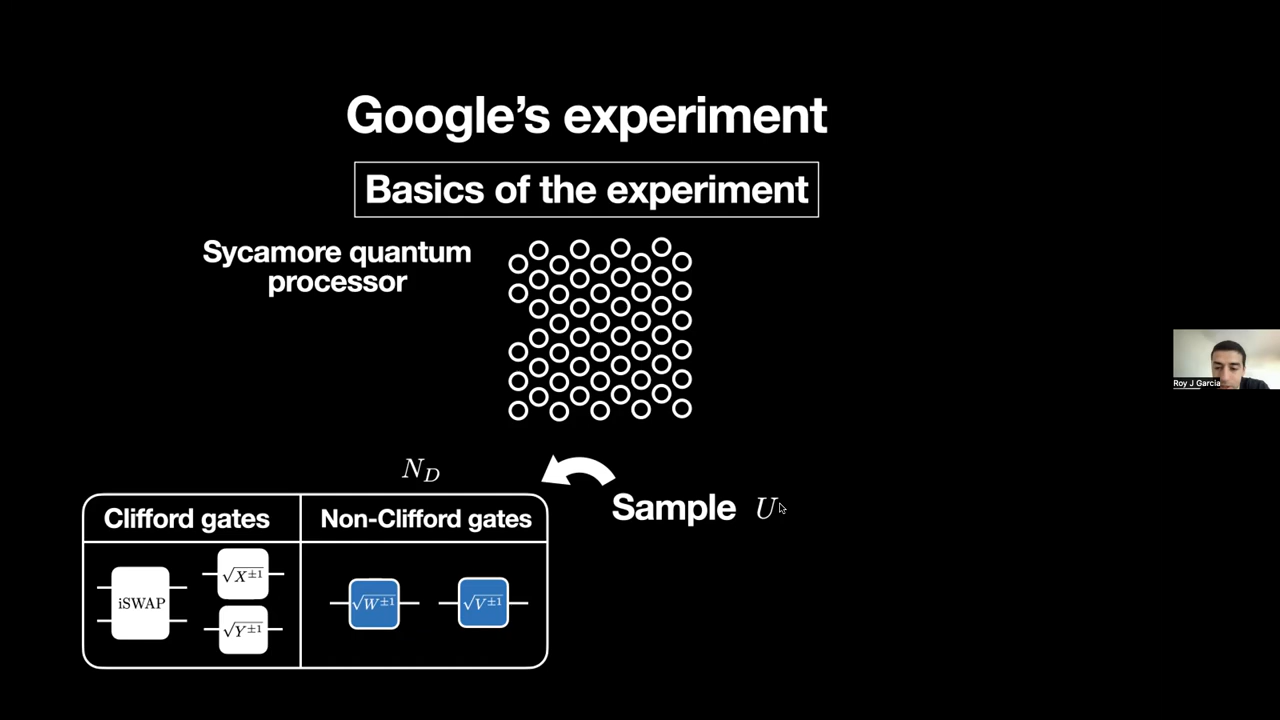 Google’s experiment
Basics of the experiment
Sycamore quantum
processor
N_D
Sample U
Clifford gates
Non-Clifford gates
iSWAP
√X^{±1}
√Y^{±1}
√W^{±1}
√V^{±1}
Roy J Garcia